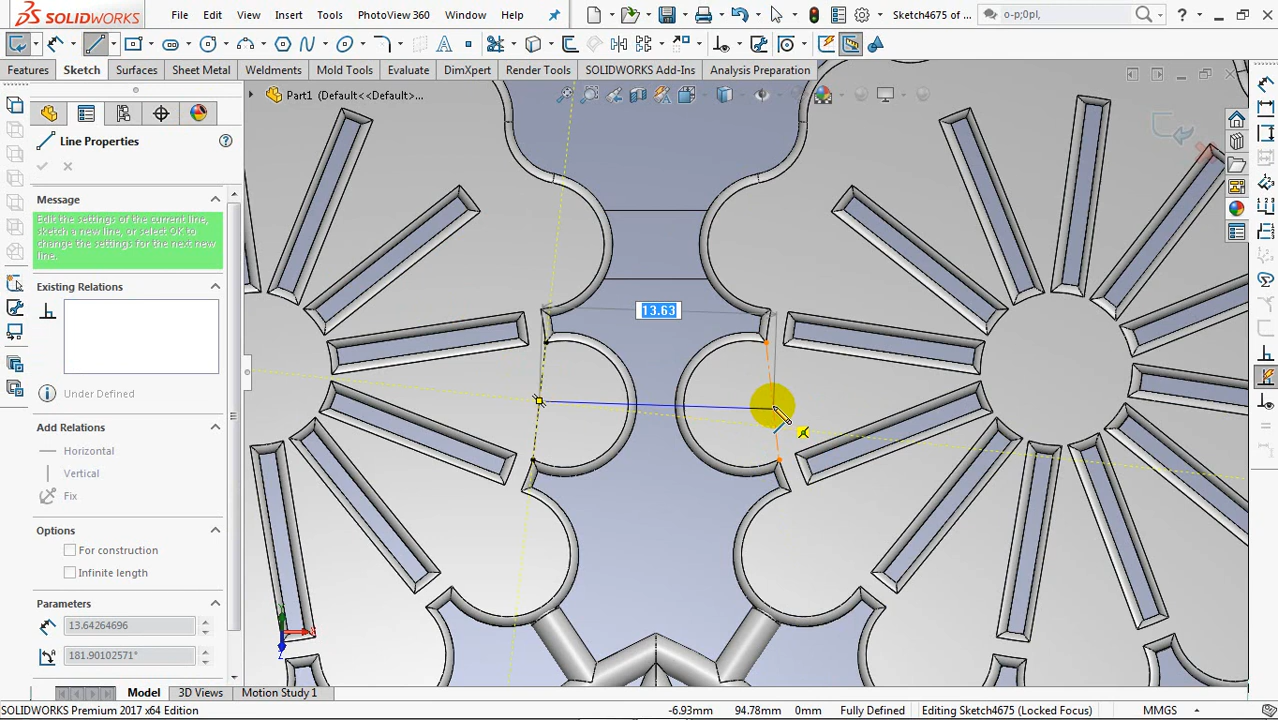 SOLIDWORKS File Edit View Insert Tools PhotoView 360 Window Help Sketch4675 of ... o-p;0pl,
Features Sketch Surfaces Sheet Metal Weldments Mold Tools Evaluate DimXpert Render Tools SOLIDWORKS Add-Ins Analysis Preparation
Part1 (Default<<Default>...
Line Properties
Message
Edit the settings of the current line,
sketch a new line, or select OK to
change the settings for the next new
line.
Existing Relations
Under Defined
Add Relations
Horizontal
Vertical
Fix
Options
For construction
Infinite length
Parameters
13.64264696
181.90102571°
13.63
Model 3D Views Motion Study 1
SOLIDWORKS Premium 2017 x64 Edition -6.93mm 94.78mm 0mm Fully Defined Editing Sketch4675 (Locked Focus) MMGS